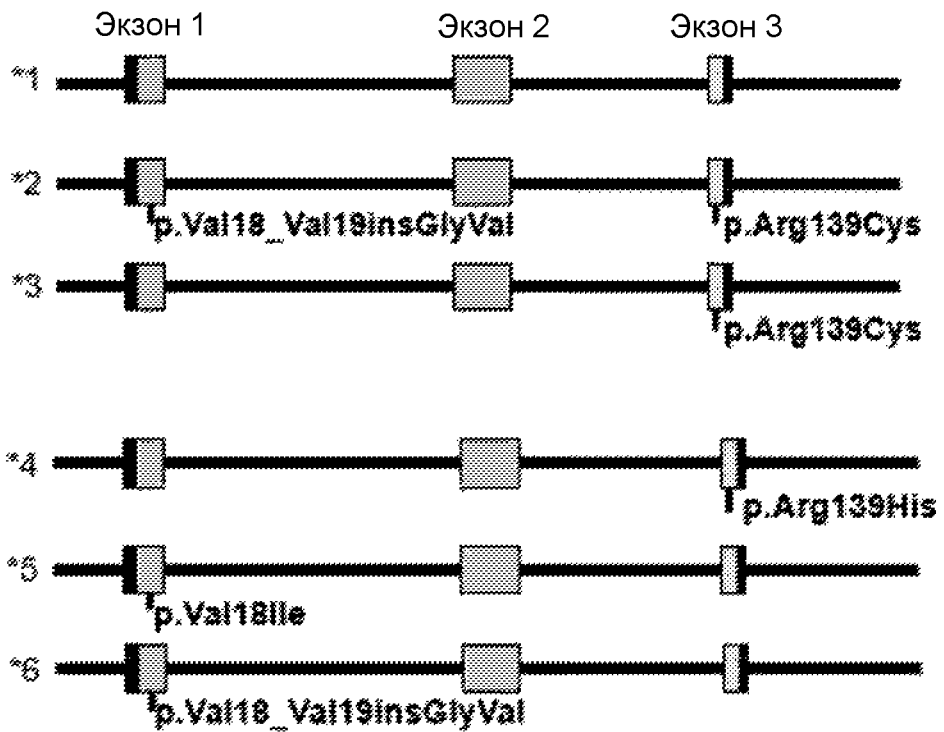 Экзон 1 Экзон 2 Экзон 3
*1
*2
p.Val18_Val19insGlyVal p.Arg139Cys
*3
p.Arg139Cys
*4
p.Arg139His
*5
p.Val18Ile
*6
p.Val18_Val19insGlyVal